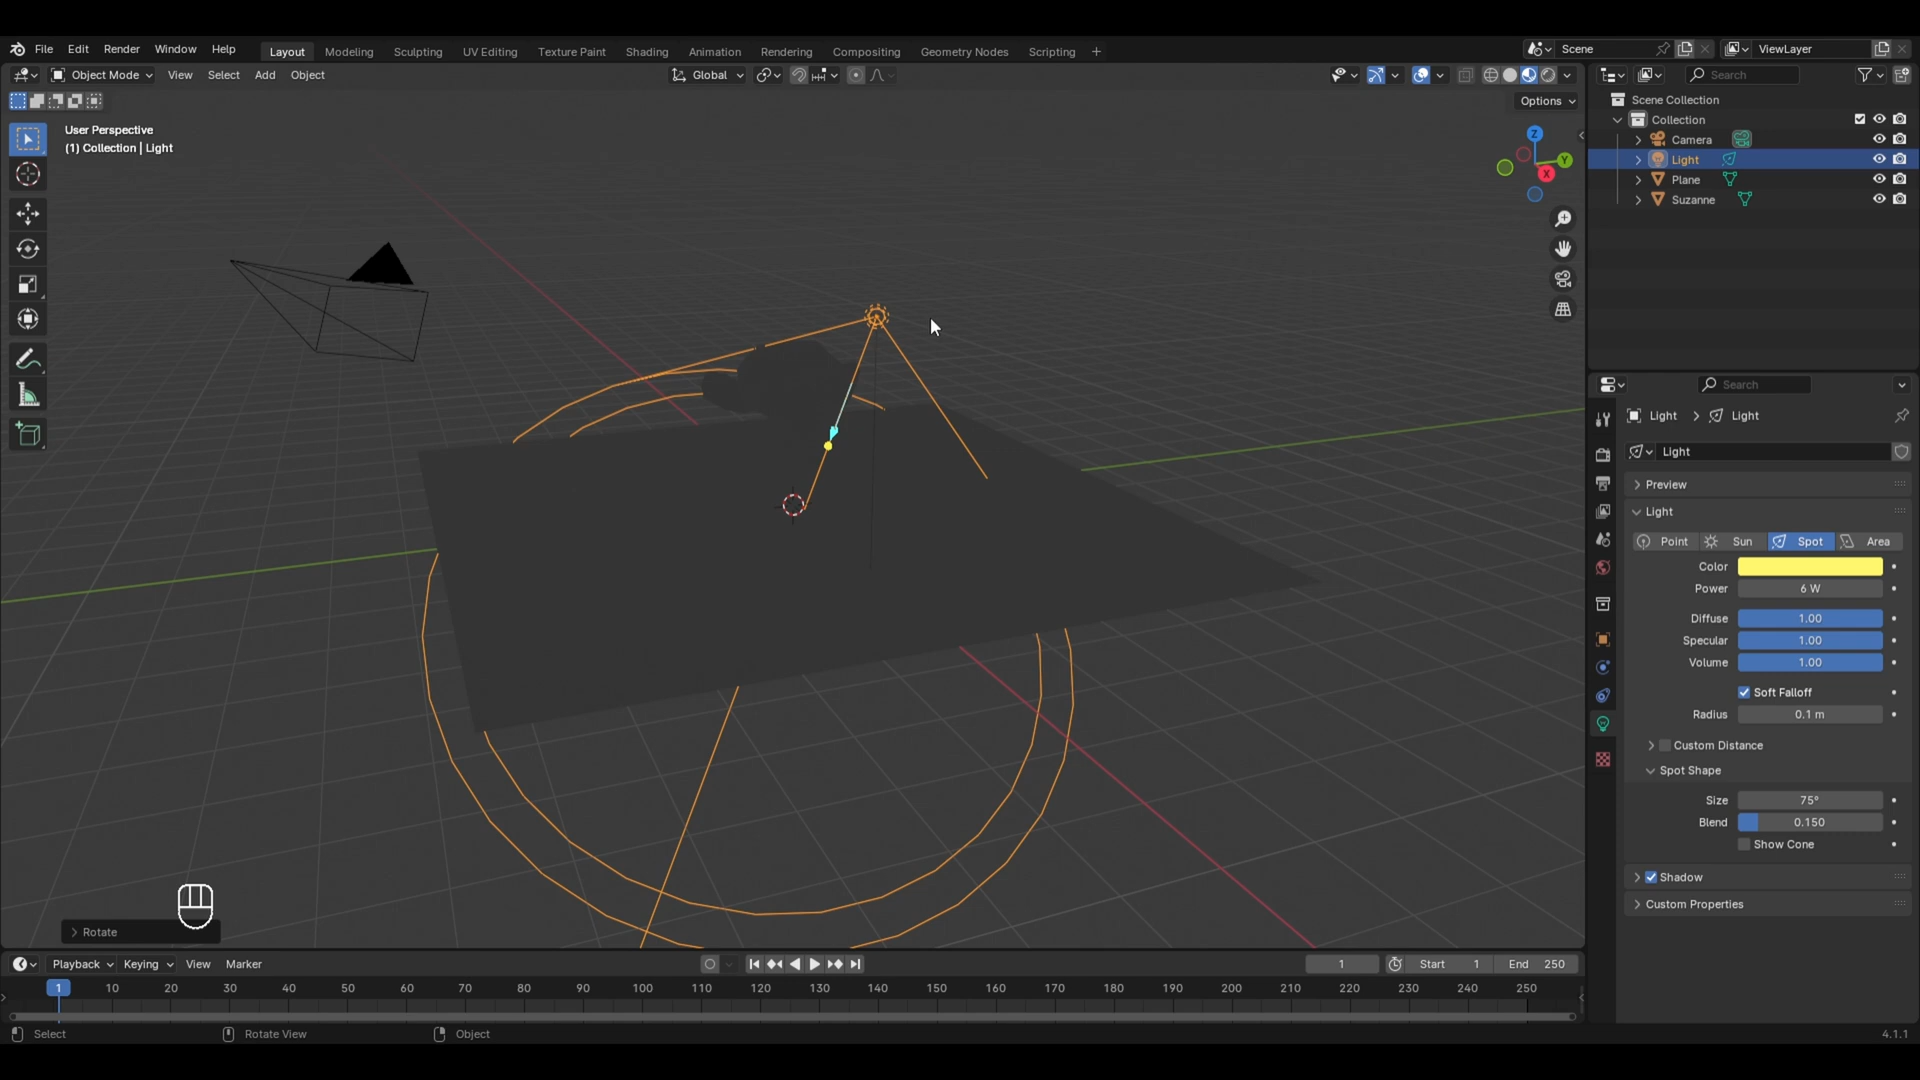 File Edit Render Window Help Layout Modeling Sculpting UV Editing Texture Paint Shading Animation Rendering Compositing Geometry Nodes Scripting + Scene ViewLayer
Object Mode View Select Add Object Global Search
Options
User Perspective
(1) Collection | Light
Z
Y
X
Scene Collection
Collection
Camera
Light
Plane
Suzanne
Search
Light > Light
Light
Preview
Light
Point Sun Spot Area
Color
Power 6 W
Diffuse 1.00
Specular 1.00
Volume 1.00
Soft Falloff
Radius 0.1 m
Custom Distance
Spot Shape
Size 75°
Blend 0.150
Show Cone
Shadow
Custom Properties
Rotate
Playback Keying View Marker 1 Start 1 End 250
1 10 20 30 40 50 60 70 80 90 100 110 120 130 140 150 160 170 180 190 200 210 220 230 240 250
Select Rotate View Object 4.1.1